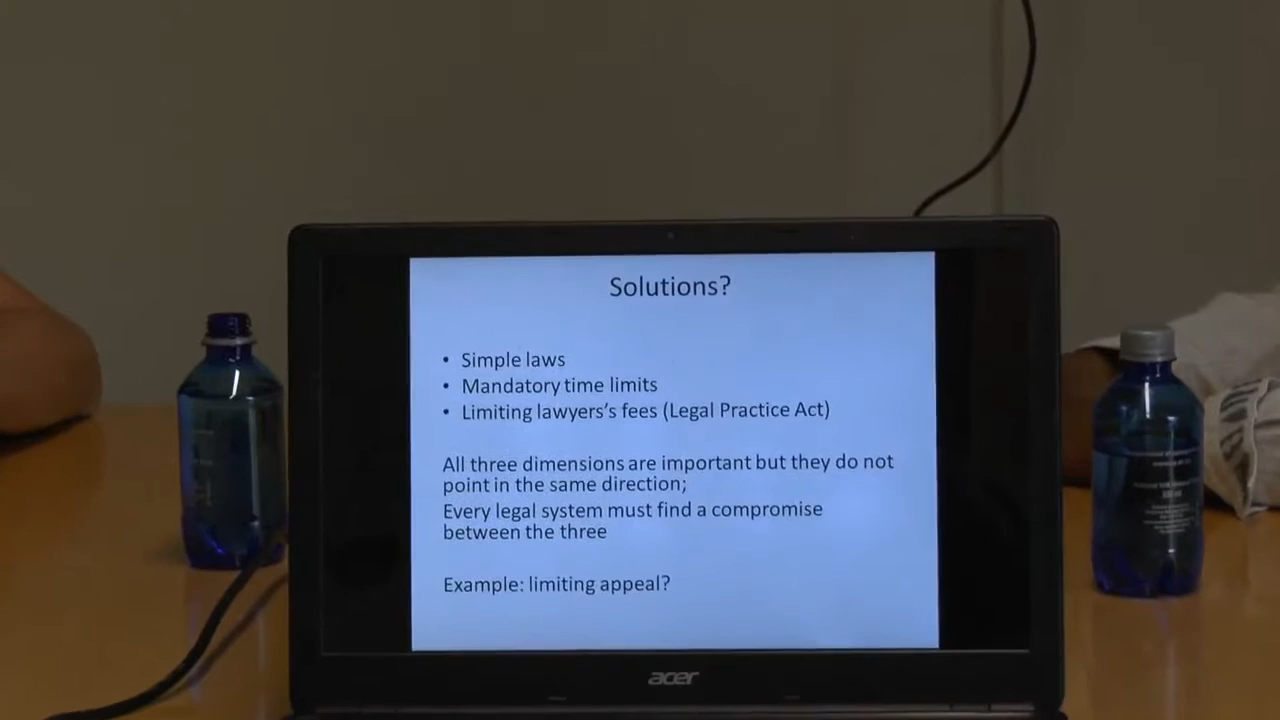 Solutions?
• Simple laws
• Mandatory time limits
• Limiting lawyers's fees (Legal Practice Act)
All three dimensions are important but they do not
point in the same direction;
Every legal system must find a compromise
between the three
Example: limiting appeal?
acer